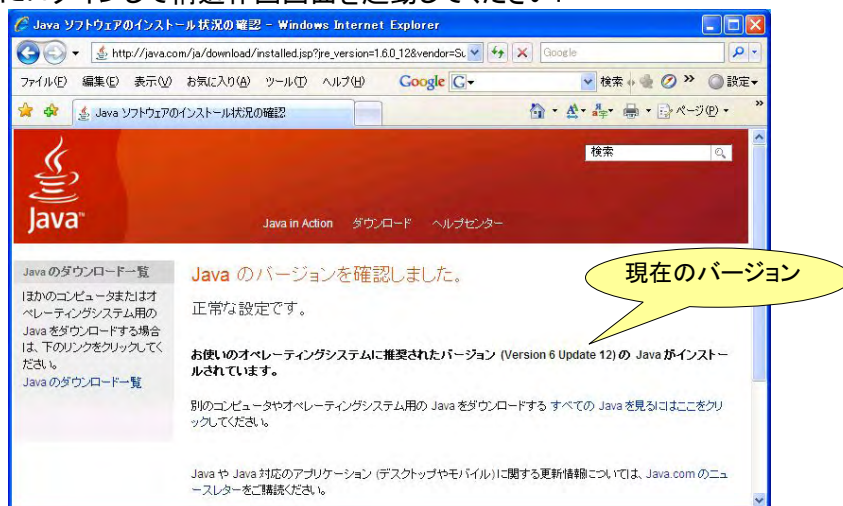 Java ソフトウェアのインストール状況の確認 - Windows Internet Explorer
http://java.com/ja/download/installed.jsp?jre_version=1.6.0_12&vendor=Su
Google
ファイル(F) 編集(E) 表示(V) お気に入り(A) ツール(T) ヘルプ(H) Google G 検索 設定
Java ソフトウェアのインストール状況の確認 ページ(P)
検索
Java
Java in Action ダウンロード ヘルプセンター
Java のダウンロード一覧
ほかのコンピュータまたはオ
ペレーティングシステム用の
Java をダウンロードする場合
は、下のリンクをクリックしてく
ださい。
Java のダウンロード一覧
Java のバージョンを確認しました。
正常な設定です。
現在のバージョン
お使いのオペレーティングシステムに推奨されたバージョン (Version 6 Update 12) の Java がインストー
ルされています。
別のコンピュータやオペレーティングシステム用の Java をダウンロードする すべての Java を見るにはここをクリ
ックしてください。
Java や Java 対応のアプリケーション (デスクトップやモバイル) に関する更新情報については、Java.com のニュ
ースレターをご購読ください。